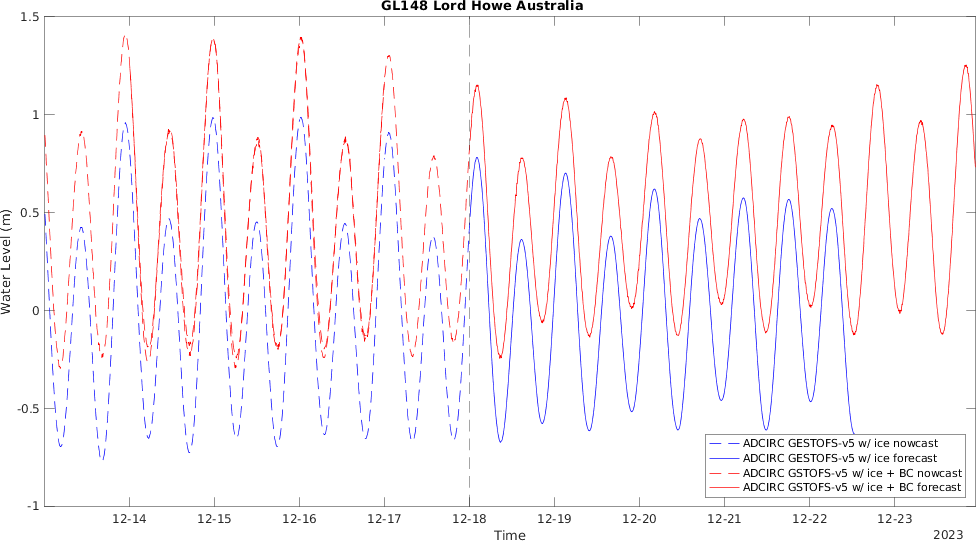 GL148 Lord Howe Australia
1.5
1
0.5
0
-0.5
-1
Water Level (m)
12-14
12-15
12-16
12-17
12-18
12-19
12-20
12-21
12-22
12-23
Time
2023
ADCIRC GESTOFS-v5 w/ ice nowcast
ADCIRC GESTOFS-v5 w/ ice forecast
ADCIRC GSTOFS-v5 w/ ice + BC nowcast
ADCIRC GSTOFS-v5 w/ ice + BC forecast